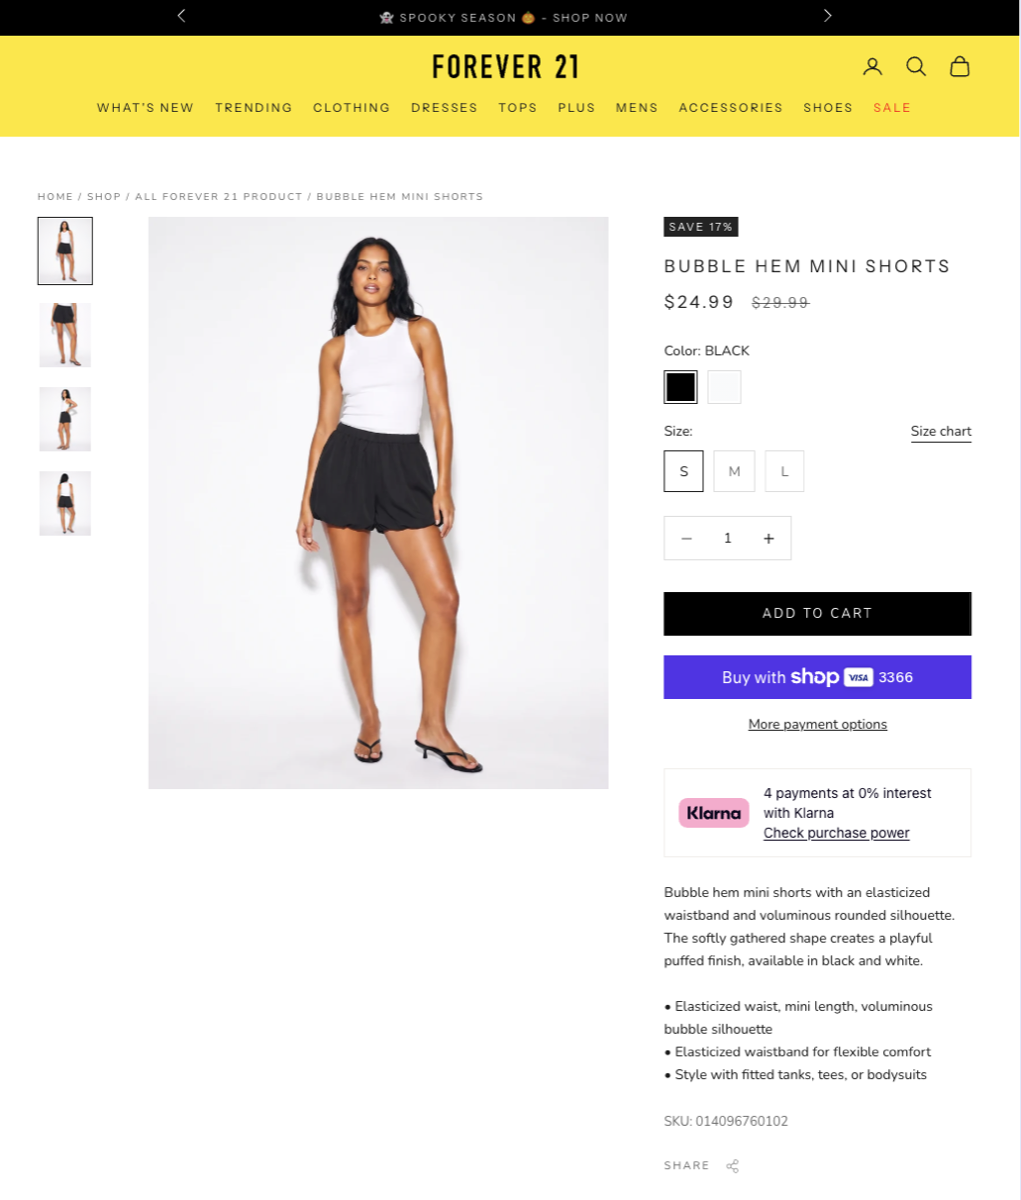 👻 SPOOKY SEASON 🎃 - SHOP NOW
FOREVER 21
WHAT'S NEW TRENDING CLOTHING DRESSES TOPS PLUS MENS ACCESSORIES SHOES SALE
HOME / SHOP / ALL FOREVER 21 PRODUCT / BUBBLE HEM MINI SHORTS
SAVE 17%
BUBBLE HEM MINI SHORTS
$24.99 $29.99
Color: BLACK
Size: Size chart
S M L
− 1 +
ADD TO CART
Buy with shop VISA 3366
More payment options
Klarna
4 payments at 0% interest
with Klarna
Check purchase power
Bubble hem mini shorts with an elasticized
waistband and voluminous rounded silhouette.
The softly gathered shape creates a playful
puffed finish, available in black and white.
• Elasticized waist, mini length, voluminous
bubble silhouette
• Elasticized waistband for flexible comfort
• Style with fitted tanks, tees, or bodysuits
SKU: 014096760102
SHARE